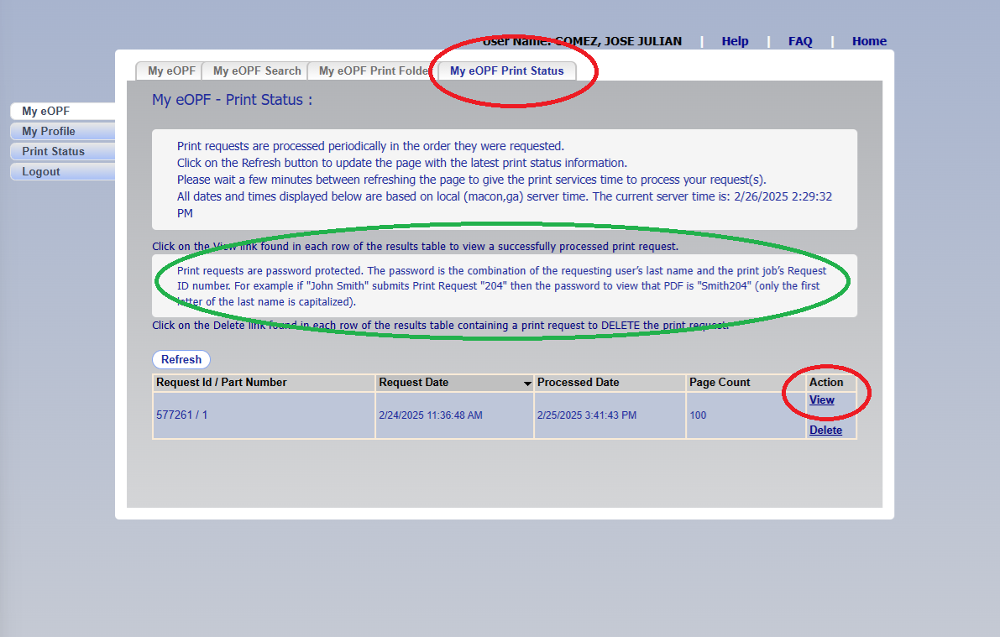 User Name: GOMEZ, JOSE JULIAN | Help | FAQ | Home
My eOPF My eOPF Search My eOPF Print Folde My eOPF Print Status
My eOPF - Print Status :
My eOPF
My Profile
Print Status
Logout
Print requests are processed periodically in the order they were requested.
Click on the Refresh button to update the page with the latest print status information.
Please wait a few minutes between refreshing the page to give the print services time to process your request(s).
All dates and times displayed below are based on local (macon,ga) server time. The current server time is: 2/26/2025 2:29:32
PM
Click on the View link found in each row of the results table to view a successfully processed print request.
Print requests are password protected. The password is the combination of the requesting user's last name and the print job's Request
ID number. For example if "John Smith" submits Print Request "204" then the password to view that PDF is "Smith204" (only the first
letter of the last name is capitalized).
Click on the Delete link found in each row of the results table containing a print request to DELETE the print request.
Refresh
Request Id / Part Number Request Date Processed Date Page Count Action
577261 / 1 2/24/2025 11:36:48 AM 2/25/2025 3:41:43 PM 100 View
Delete